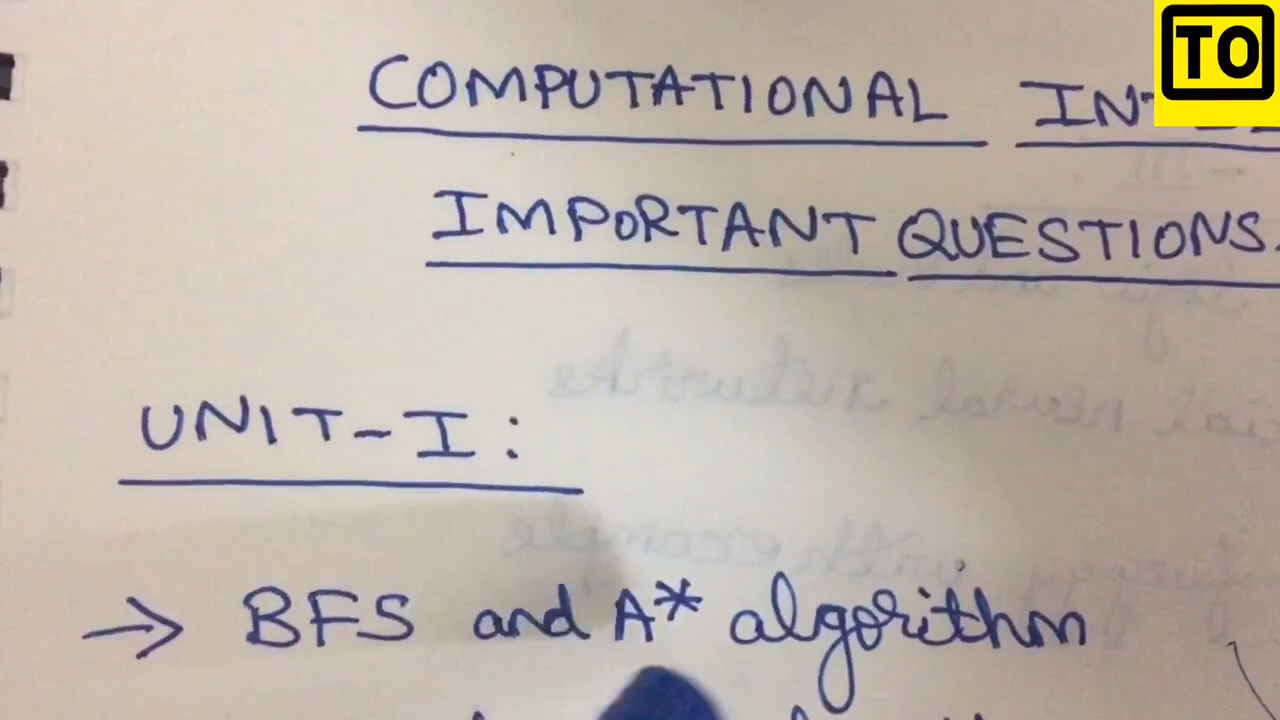 TO
COMPUTATIONAL
IMPORTANT QUESTIONS.
UNIT-I:
→ BFS and A* algorithm